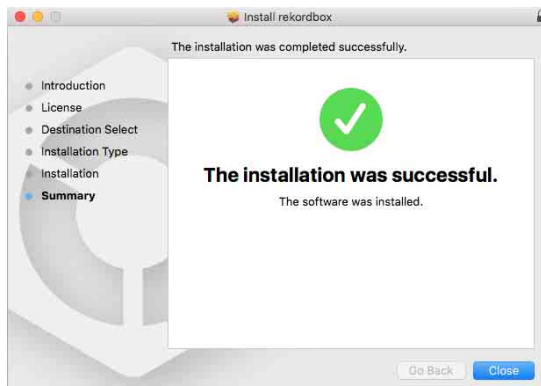 Install rekordbox
The installation was completed successfully.
Introduction
License
Destination Select
Installation Type
Installation
Summary
The installation was successful.
The software was installed.
Go Back
Close